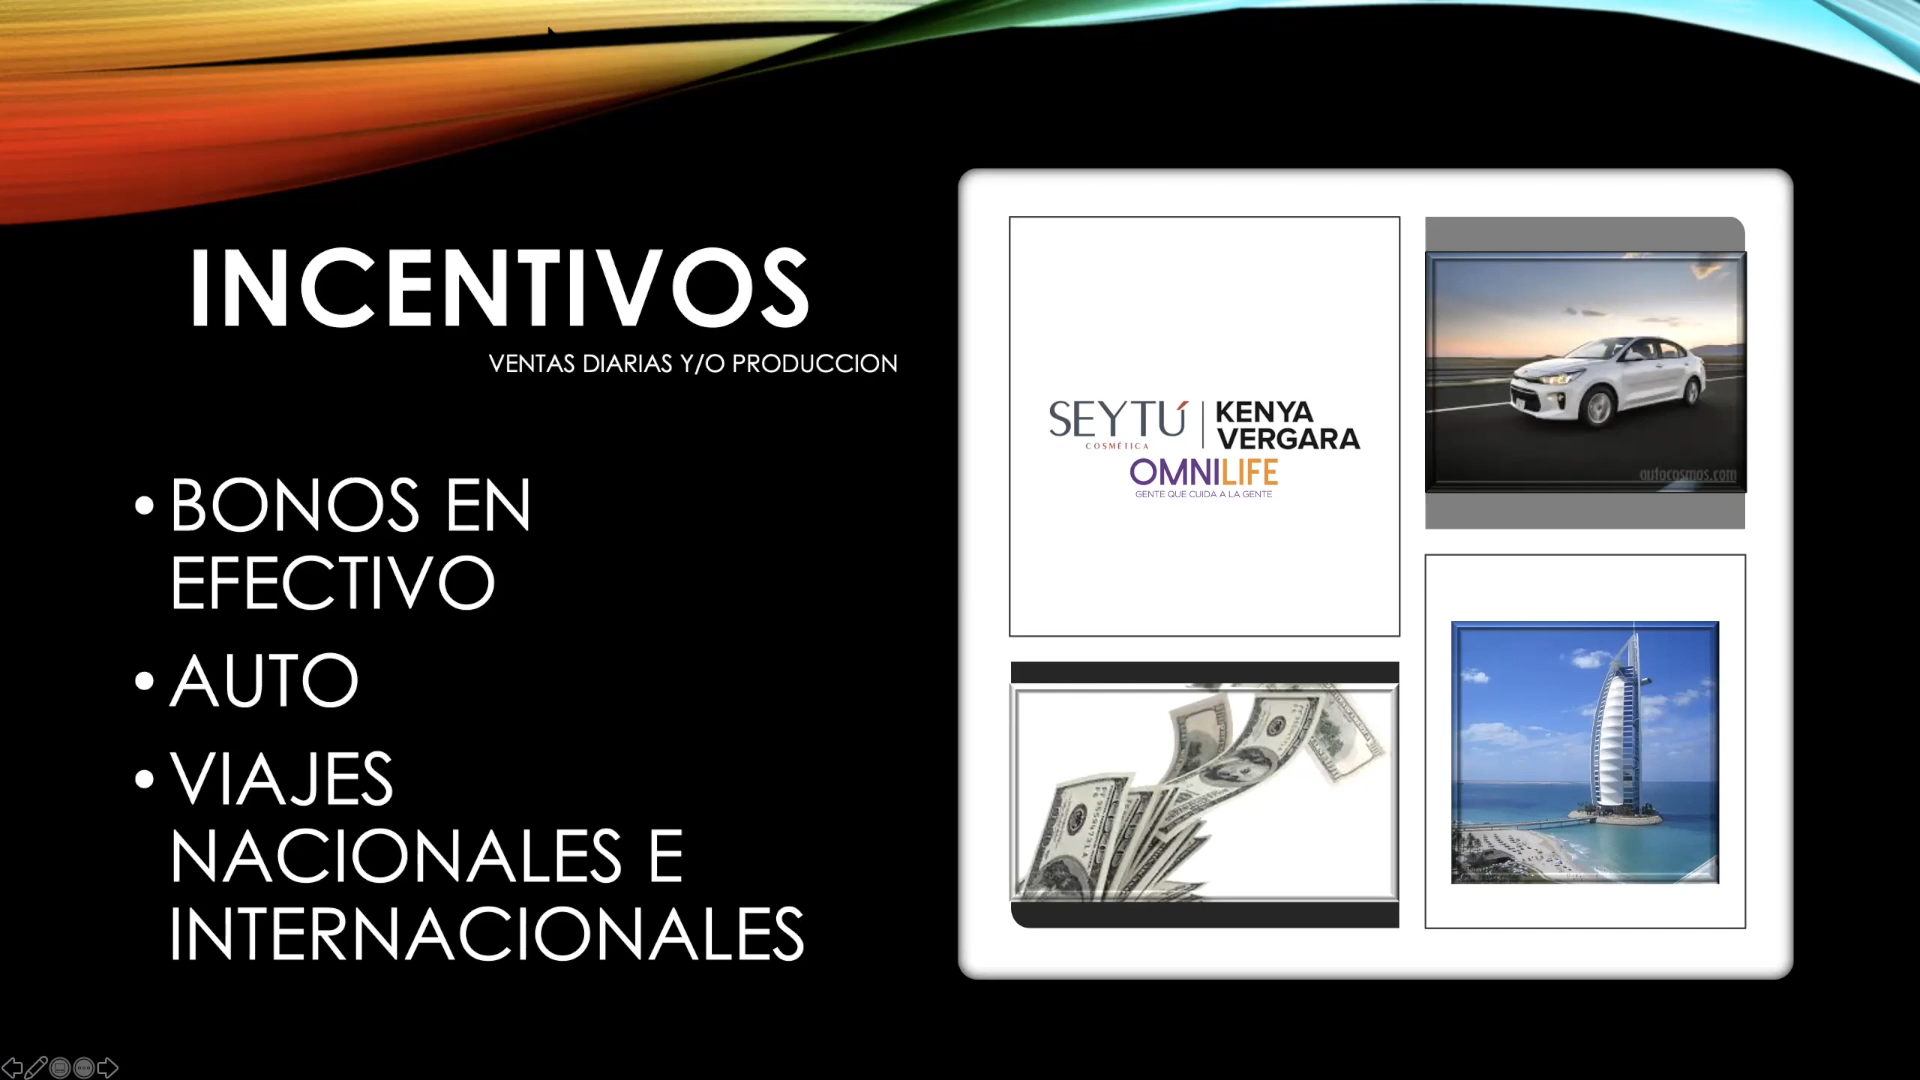 INCENTIVOS
VENTAS DIARIAS Y/O PRODUCCION
• BONOS EN
EFECTIVO
• AUTO
• VIAJES
NACIONALES E
INTERNACIONALES
SEYTÚ
COSMÉTICA
KENYA
VERGARA
OMNILIFE
GENTE QUE CUIDA A LA GENTE
autocosmos.com